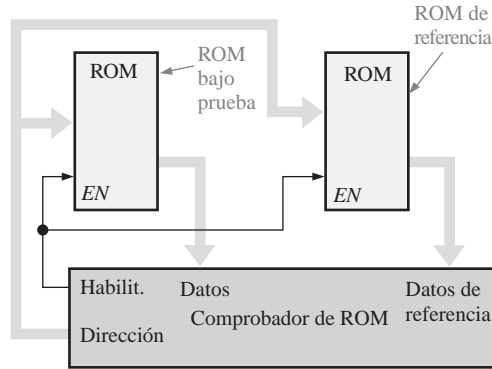 ROM de
referencia
ROM
bajo
prueba
ROM
ROM
EN
EN
Habilit.
Datos
Datos de
referencia
Comprobador de ROM
Dirección